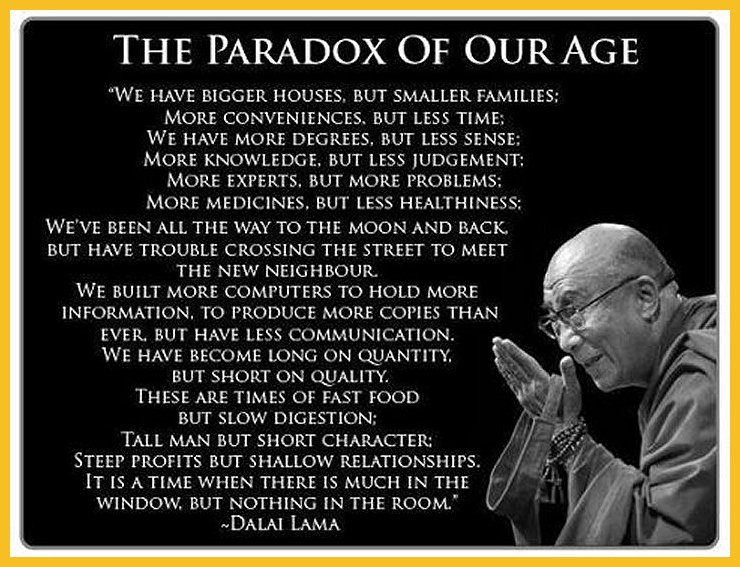 The Paradox Of Our Age
“We have bigger houses, but smaller families;
More conveniences, but less time;
We have more degrees, but less sense;
More knowledge, but less judgement;
More experts, but more problems;
More medicines, but less healthiness;
We've been all the way to the moon and back,
but have trouble crossing the street to meet
the new neighbour.
We built more computers to hold more
information, to produce more copies than
ever, but have less communication.
We have become long on quantity,
but short on quality.
These are times of fast food
but slow digestion;
Tall man but short character;
Steep profits but shallow relationships.
It is a time when there is much in the
window, but nothing in the room.”
~Dalai Lama